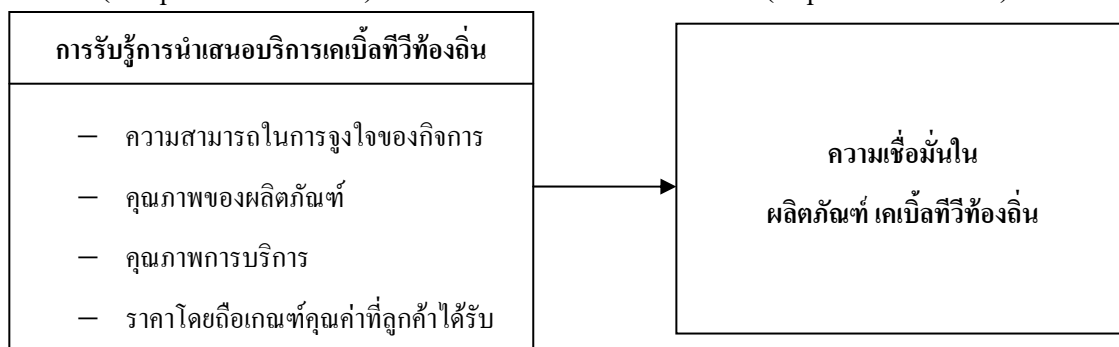 การรับรู้การนำเสนอบริการเคเบิ้ลทีวีท้องถิ่น
– ความสามารถในการจูงใจของกิจการ
– คุณภาพของผลิตภัณฑ์
– คุณภาพการบริการ
– ราคาโดยถือเกณฑ์คุณค่าที่ลูกค้าได้รับ
ความเชื่อมั่นใน
ผลิตภัณฑ์ เคเบิ้ลทีวีท้องถิ่น